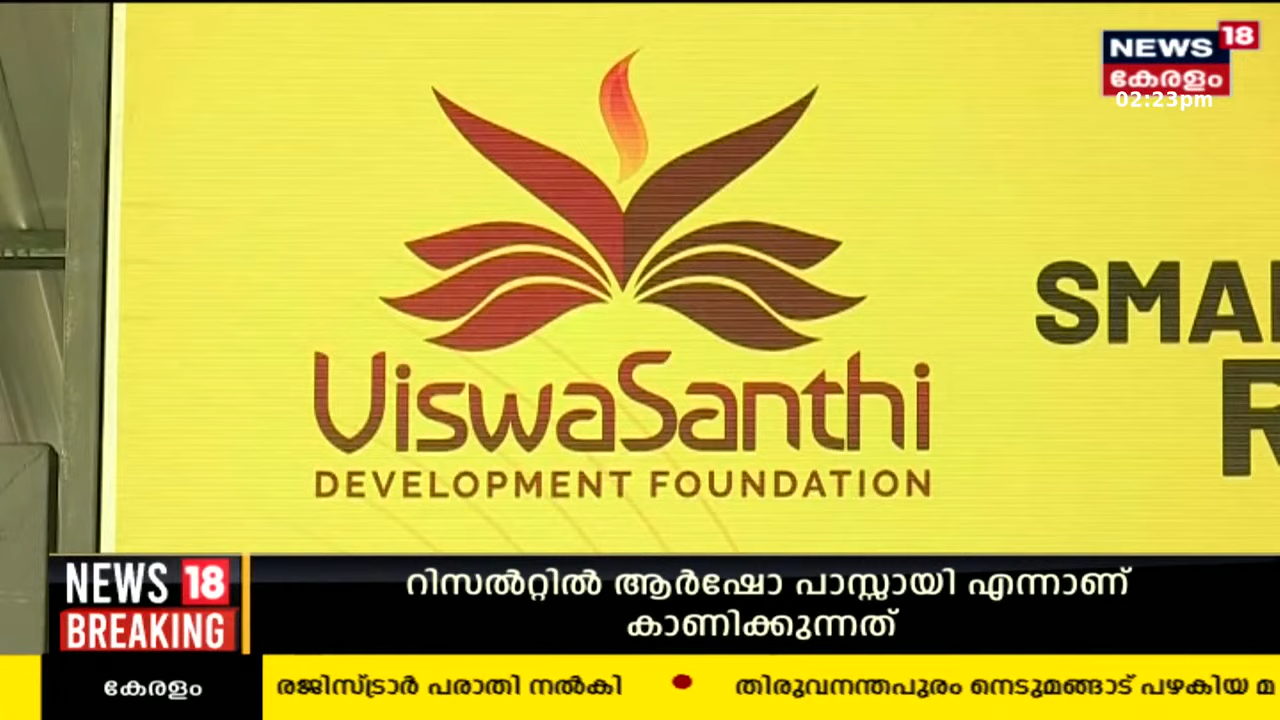 NEWS 18
കേരളം
02:23pm
SMA
R
ViswaSanthi
DEVELOPMENT FOUNDATION
NEWS 18
BREAKING
റിസൽറ്റിൽ ആർഷോ പാസ്സായി എന്നാണ്
കാണിക്കുന്നത്
കേരളം
രജിസ്ട്രാർ പരാതി നൽകി • തിരുവനന്തപുരം നെടുമങ്ങാട് പഴകിയ മ